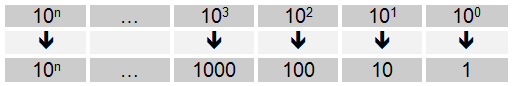 10ⁿ … 10³ 10² 10¹ 10⁰
🡻 🡻 🡻 🡻 🡻
10ⁿ … 1000 100 10 1